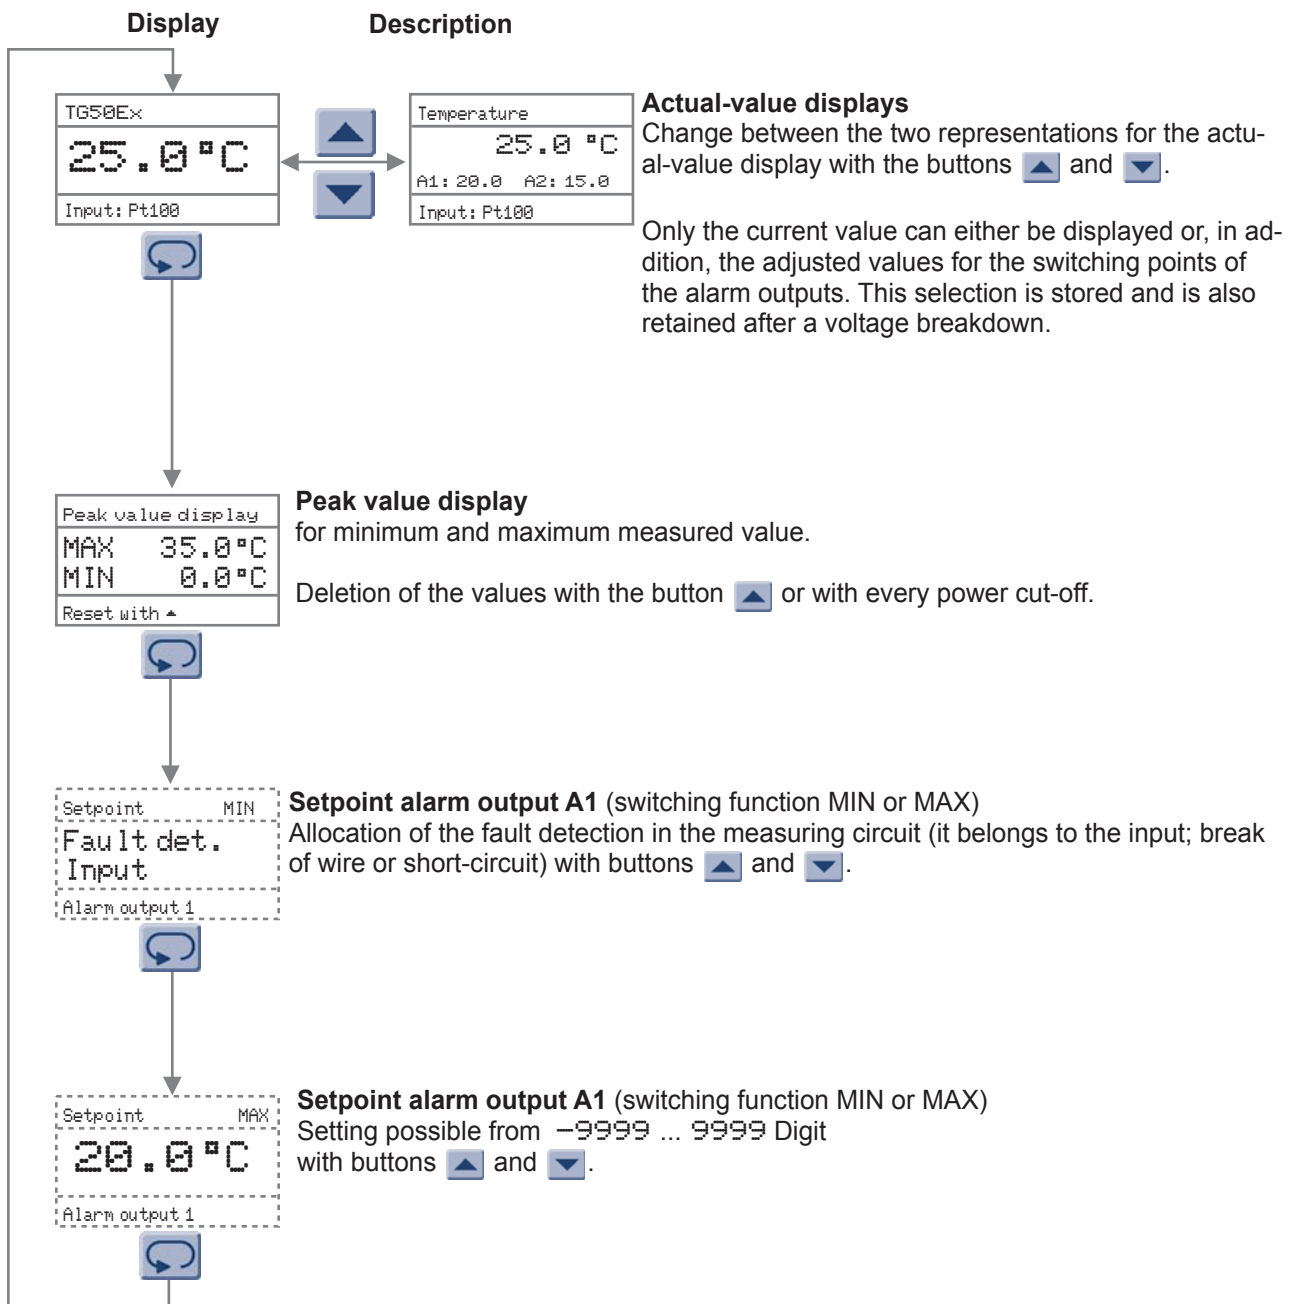 Display Description
TG50Ex
25.0°C
Input: Pt100
Temperature
25.0 °C
A1: 20.0 A2: 15.0
Input: Pt100
Actual-value displays
Change between the two representations for the actu-
al-value display with the buttons ▲ and ▼.
Only the current value can either be displayed or, in ad-
dition, the adjusted values for the switching points of
the alarm outputs. This selection is stored and is also
retained after a voltage breakdown.
Peak value display
MAX 35.0°C
MIN 0.0°C
Reset with ▲
Peak value display
for minimum and maximum measured value.
Deletion of the values with the button ▲ or with every power cut-off.
Setpoint MIN
Fault det.
Input
Alarm output 1
Setpoint alarm output A1 (switching function MIN or MAX)
Allocation of the fault detection in the measuring circuit (it belongs to the input; break
of wire or short-circuit) with buttons ▲ and ▼.
Setpoint MAX
20.0°C
Alarm output 1
Setpoint alarm output A1 (switching function MIN or MAX)
Setting possible from -9999 ... 9999 Digit
with buttons ▲ and ▼.